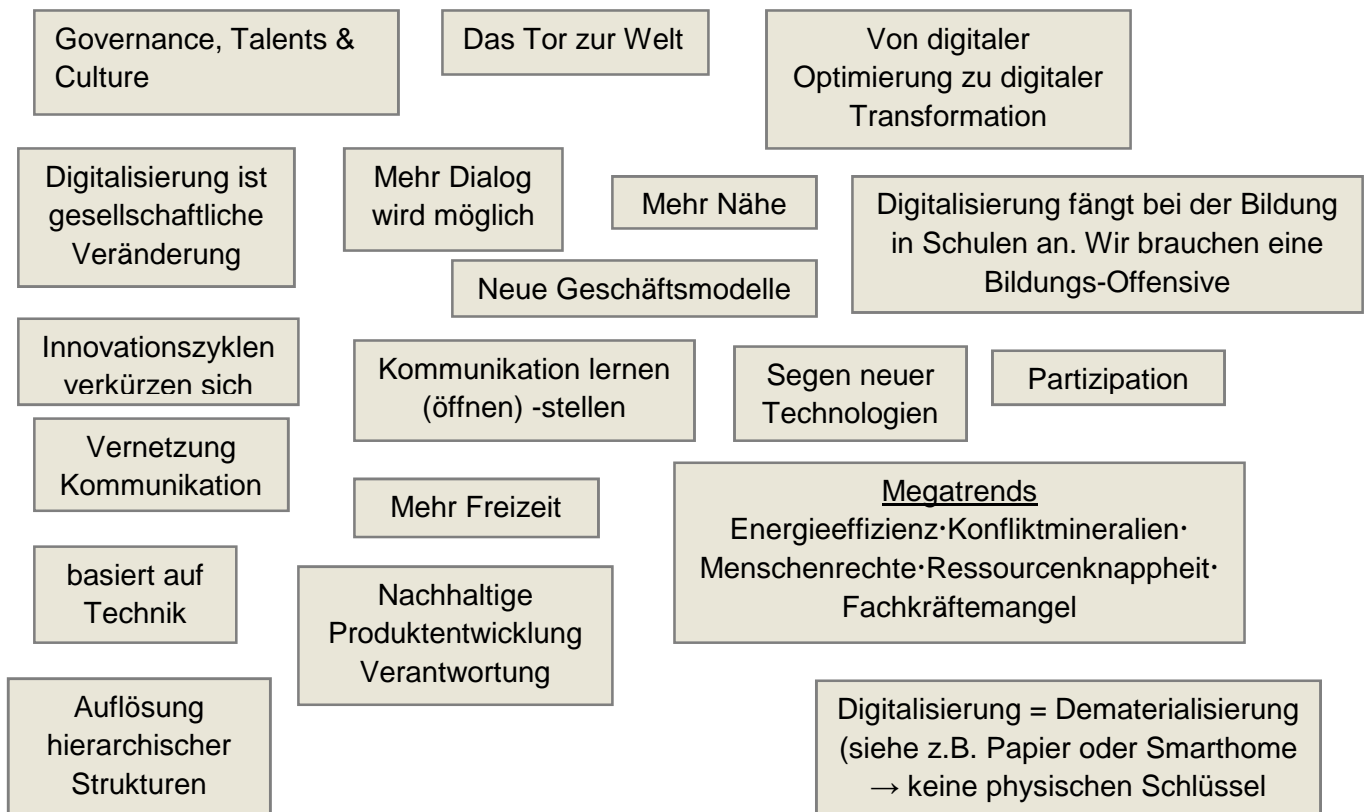 Governance, Talents &
Culture
Das Tor zur Welt
Von digitaler
Optimierung zu digitaler
Transformation
Digitalisierung ist
gesellschaftliche
Veränderung
Mehr Dialog
wird möglich
Mehr Nähe
Digitalisierung fängt bei der Bildung
in Schulen an. Wir brauchen eine
Bildungs-Offensive
Neue Geschäftsmodelle
Innovationszyklen
verkürzen sich
Kommunikation lernen
(öffnen) -stellen
Segen neuer
Technologien
Partizipation
Vernetzung
Kommunikation
Mehr Freizeit
Megatrends
Energieeffizienz·Konfliktmineralien·
Menschenrechte·Ressourcenknappheit·
Fachkräftemangel
basiert auf
Technik
Nachhaltige
Produktentwicklung
Verantwortung
Auflösung
hierarchischer
Strukturen
Digitalisierung = Dematerialisierung
(siehe z.B. Papier oder Smarthome
→ keine physischen Schlüssel